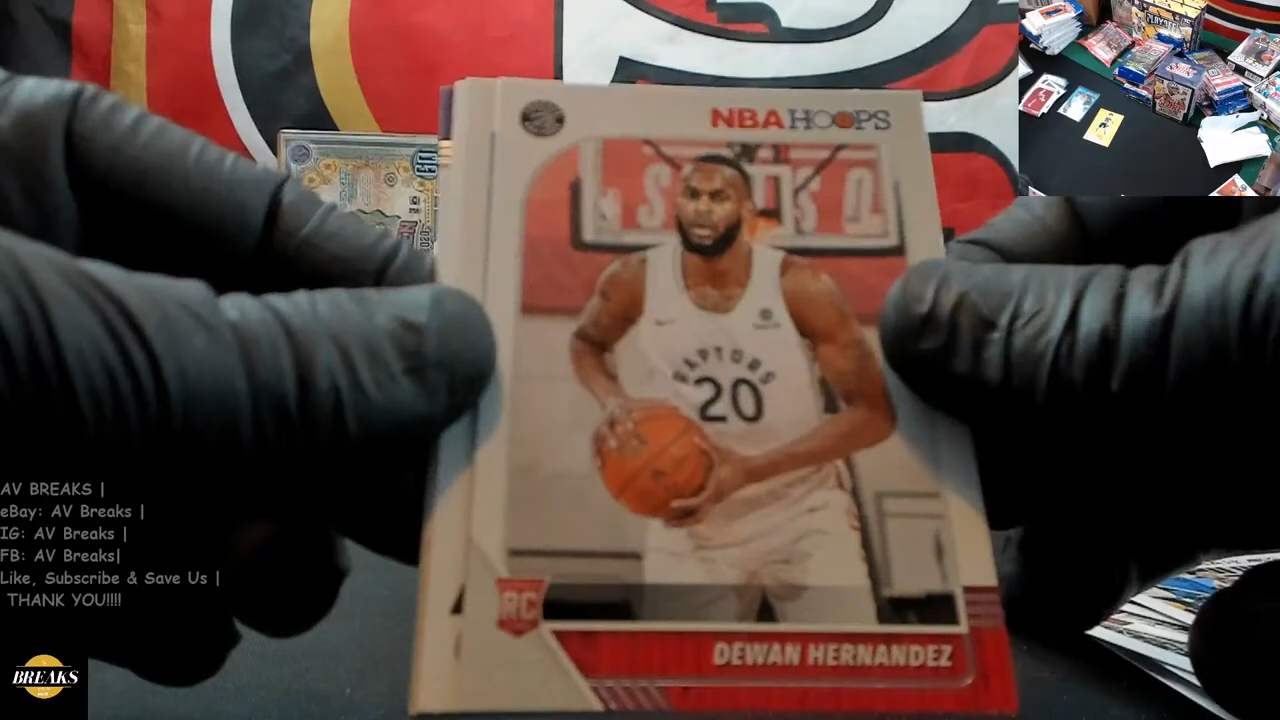 NBA HOOPS
RAPTORS
20
RC
DEWAN HERNANDEZ
PLAYOFF
AV BREAKS |
eBay: AV Breaks |
IG: AV Breaks |
FB: AV Breaks|
Like, Subscribe & Save Us |
THANK YOU!!!!
BREAKS